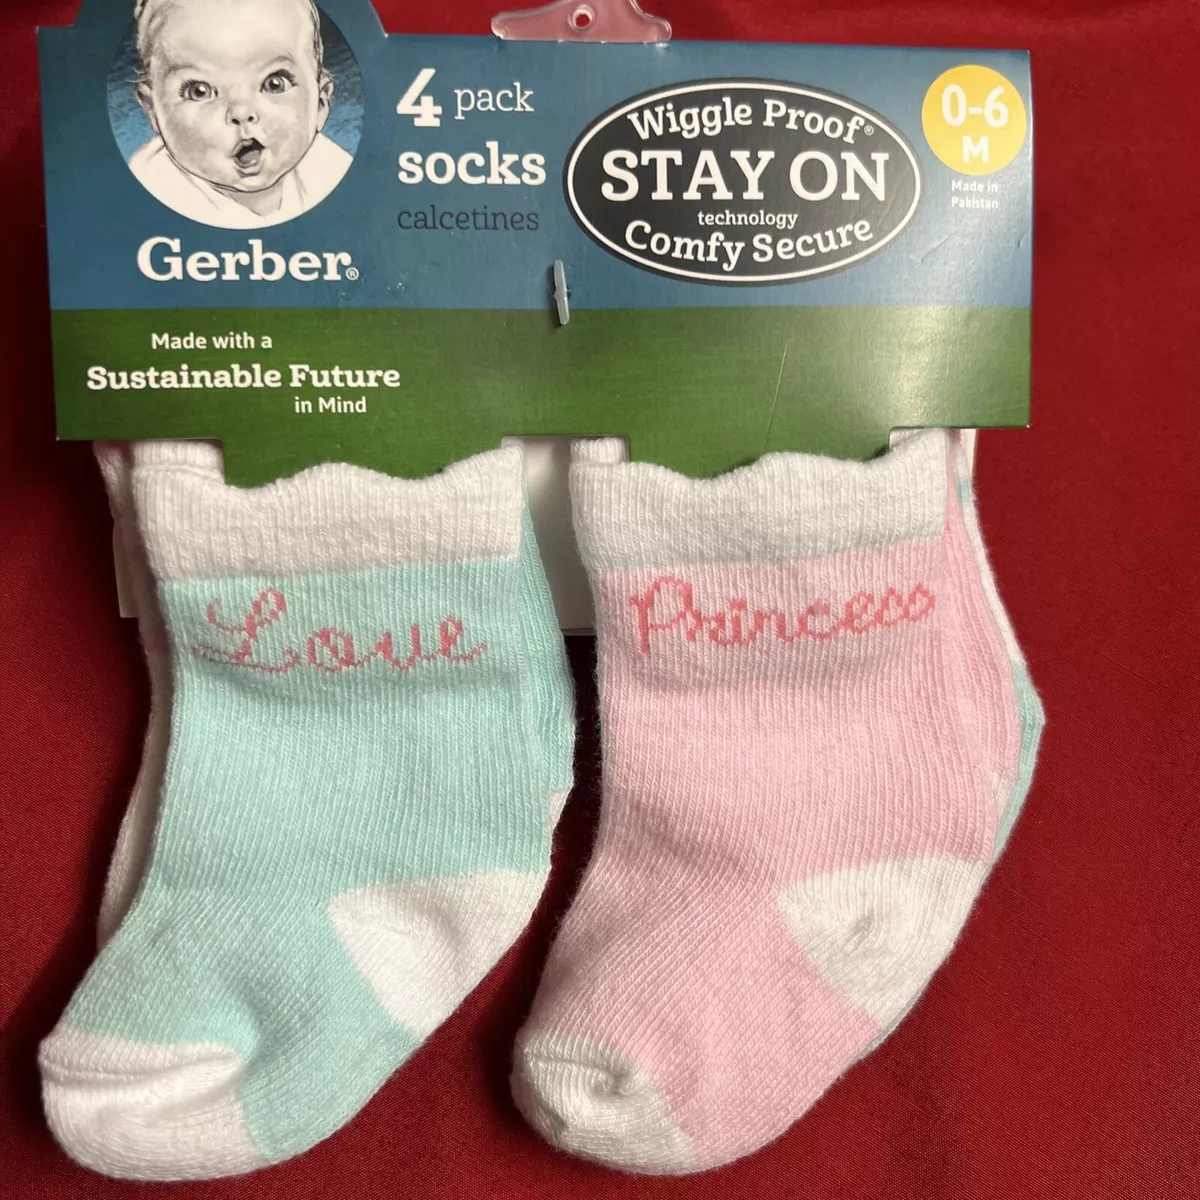 4 pack
socks
calcetines
Gerber®
Wiggle Proof®
STAY ON
technology
Comfy Secure
0-6
M
Made in
Pakistan
Made with a
Sustainable Future
in Mind
Love
Princess